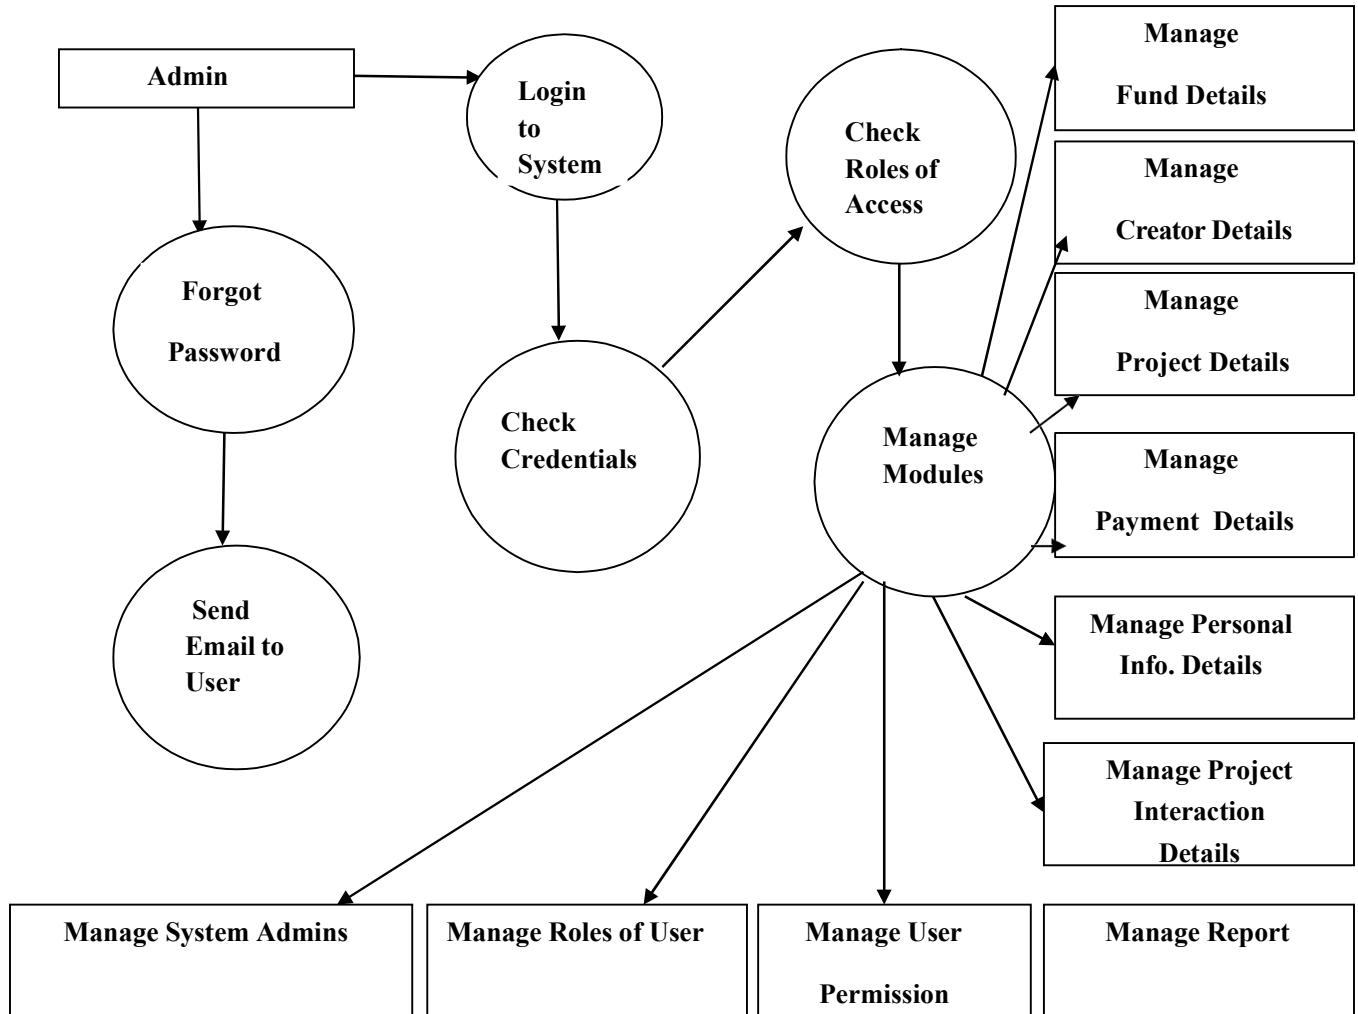 Admin
Login
to
System
Check
Roles of
Access
Manage
Fund Details
Manage
Creator Details
Manage
Project Details
Forgot
Password
Check
Credentials
Manage
Modules
Manage
Payment Details
Send
Email to
User
Manage Personal
Info. Details
Manage Project
Interaction
Details
Manage System Admins
Manage Roles of User
Manage User
Permission
Manage Report